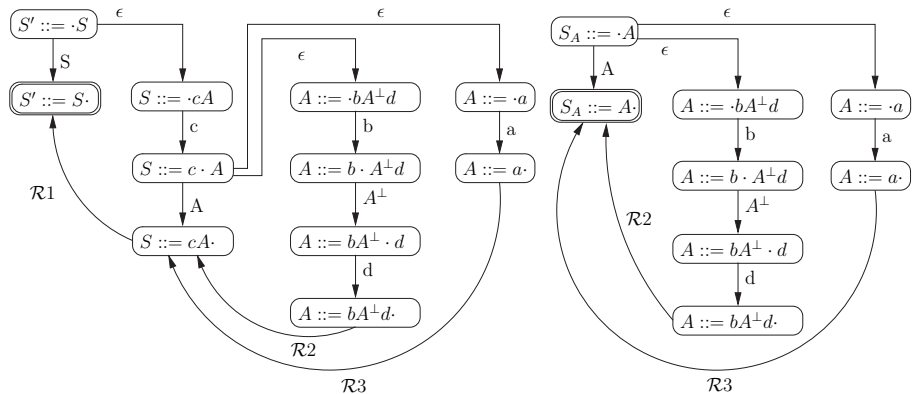 S′ ::= ·S
ϵ
S
S′ ::= S·
S ::= ·cA
c
S ::= c · A
A
S ::= cA·
R1
ϵ
ϵ
A ::= ·bA⊥d
b
A ::= b · A⊥d
A⊥
A ::= bA⊥ · d
d
A ::= bA⊥d·
R2
A ::= ·a
a
A ::= a·
R3
S_A ::= ·A
ϵ
ϵ
A
S_A ::= A·
A ::= ·bA⊥d
b
A ::= b · A⊥d
A⊥
A ::= bA⊥ · d
d
A ::= bA⊥d·
R2
A ::= ·a
a
A ::= a·
R3